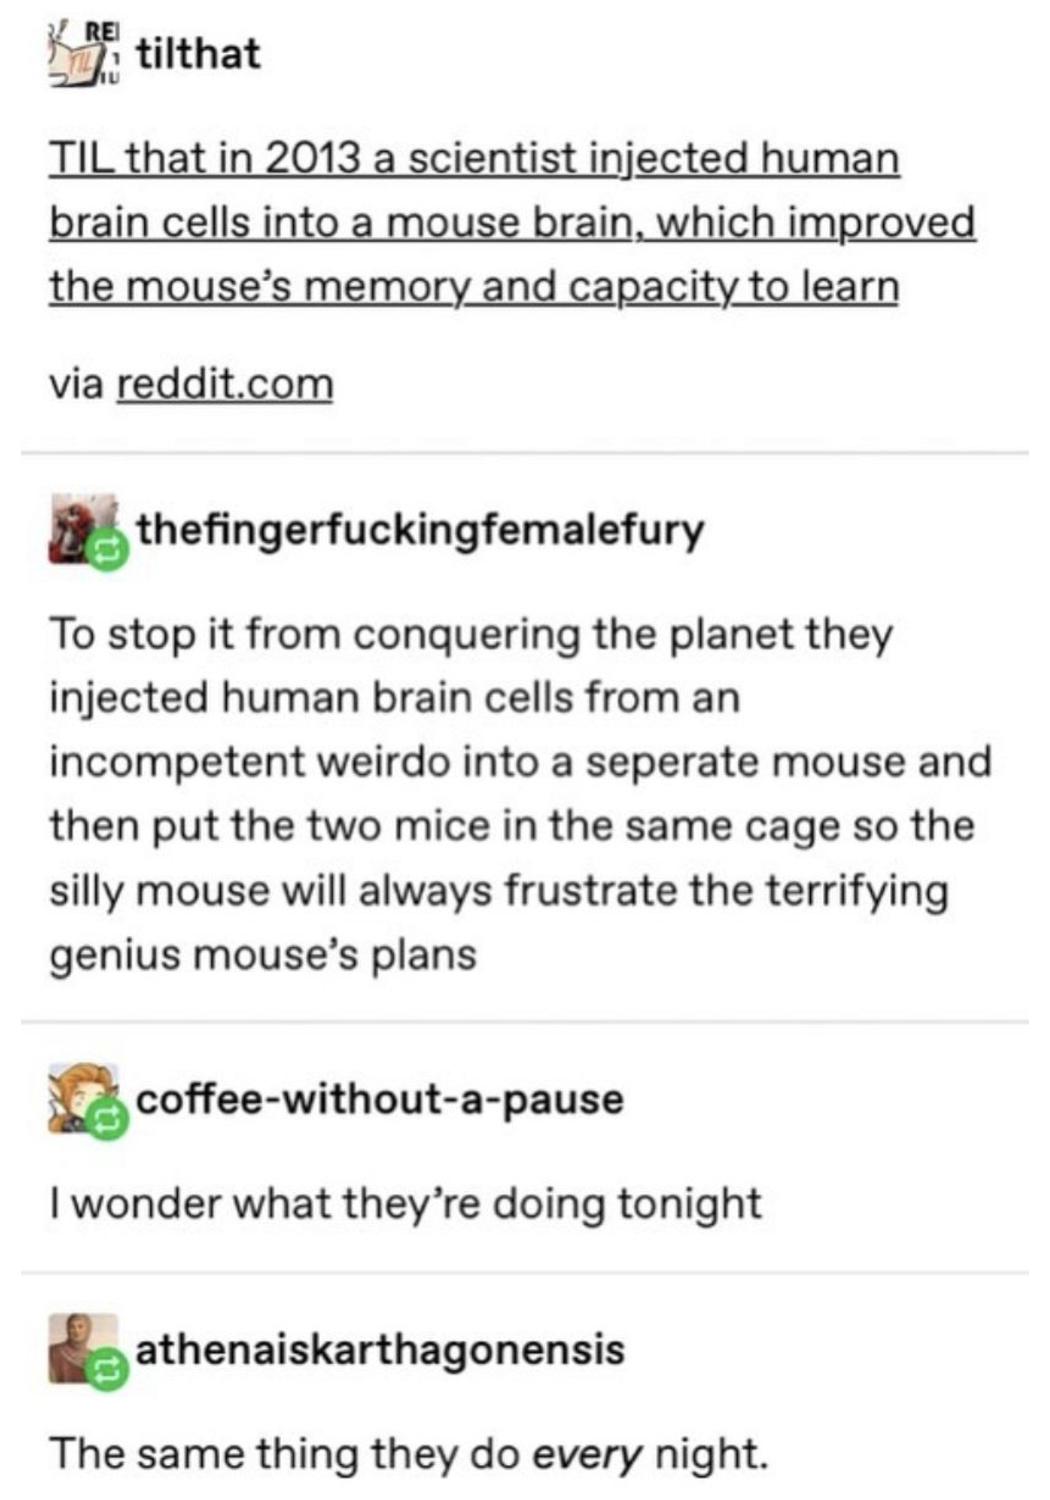 REI
TIL
tilthat
TIL that in 2013 a scientist injected human
brain cells into a mouse brain, which improved
the mouse's memory and capacity to learn
via reddit.com
thefingerfuckingfemalefury
To stop it from conquering the planet they
injected human brain cells from an
incompetent weirdo into a seperate mouse and
then put the two mice in the same cage so the
silly mouse will always frustrate the terrifying
genius mouse's plans
coffee-without-a-pause
I wonder what they're doing tonight
athenaiskarthagonensis
The same thing they do every night.